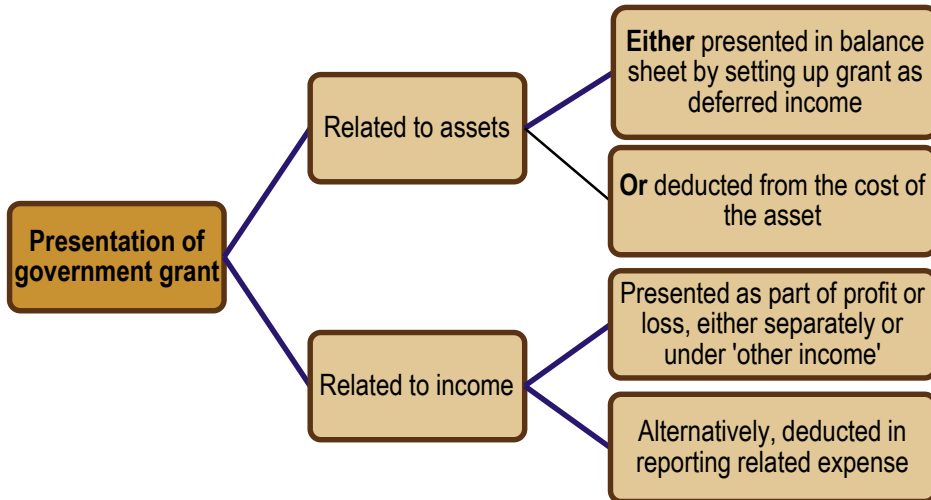 Presentation of
government grant
Related to assets
Either presented in balance
sheet by setting up grant as
deferred income
Or deducted from the cost of
the asset
Related to income
Presented as part of profit or
loss, either separately or
under 'other income'
Alternatively, deducted in
reporting related expense